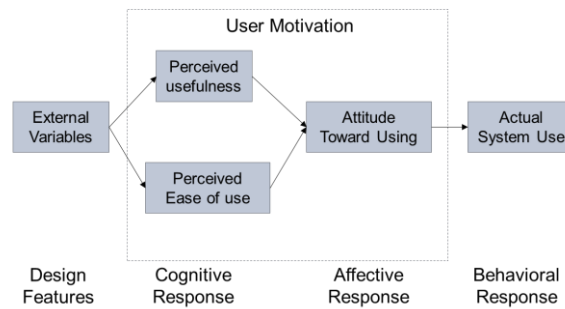 User Motivation
Perceived
usefulness
External
Variables
Attitude
Toward Using
Actual
System Use
Perceived
Ease of use
Design
Features
Cognitive
Response
Affective
Response
Behavioral
Response